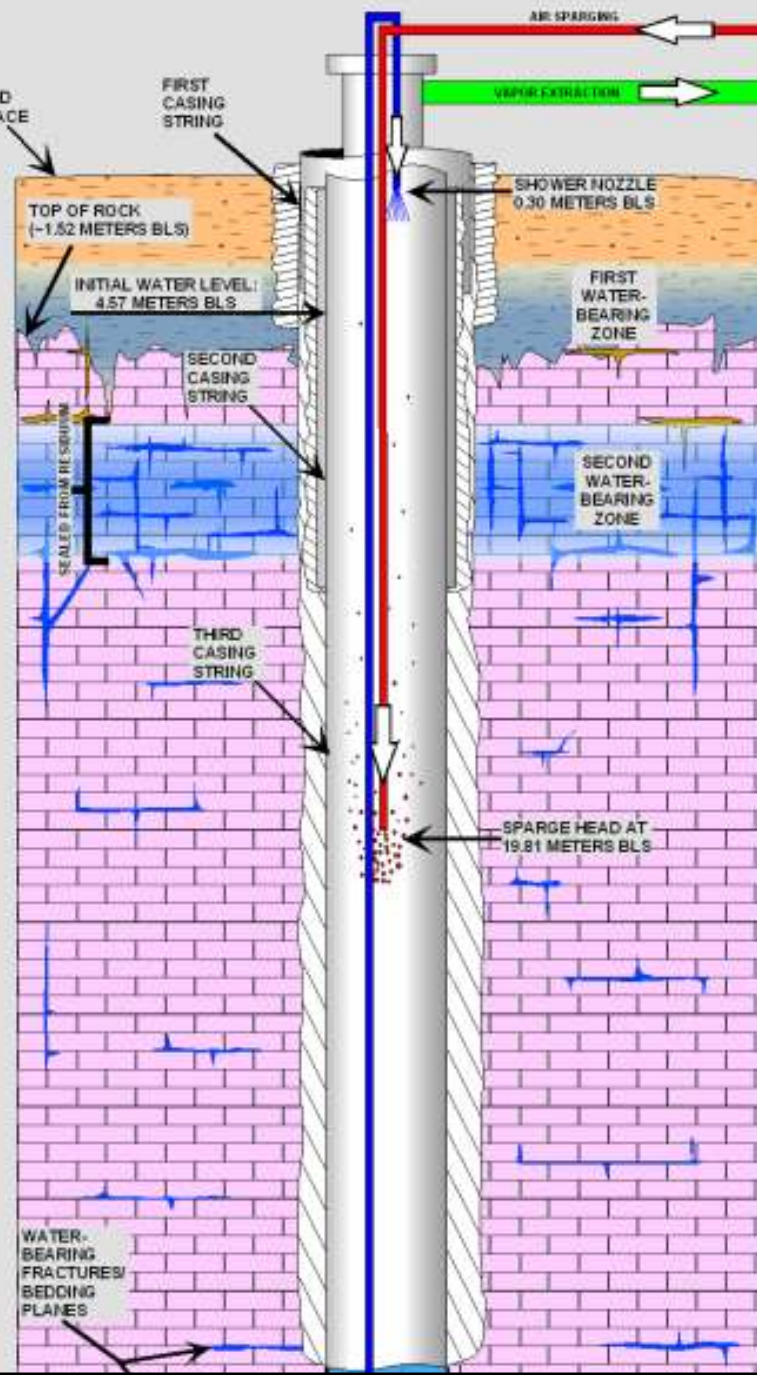 AIR SPARGING
VAPOR EXTRACTION
FIRST
CASING
STRING
D
ACE
SHOWER NOZZLE
0.30 METERS BLS
TOP OF ROCK
(~1.52 METERS BLS)
INITIAL WATER LEVEL:
4.57 METERS BLS
FIRST
WATER-
BEARING
ZONE
SECOND
CASING
STRING
SEALED FROM RESIDUUM
SECOND
WATER-
BEARING
ZONE
THIRD
CASING
STRING
SPARGE HEAD AT
19.81 METERS BLS
WATER-
BEARING
FRACTURES/
BEDDING
PLANES